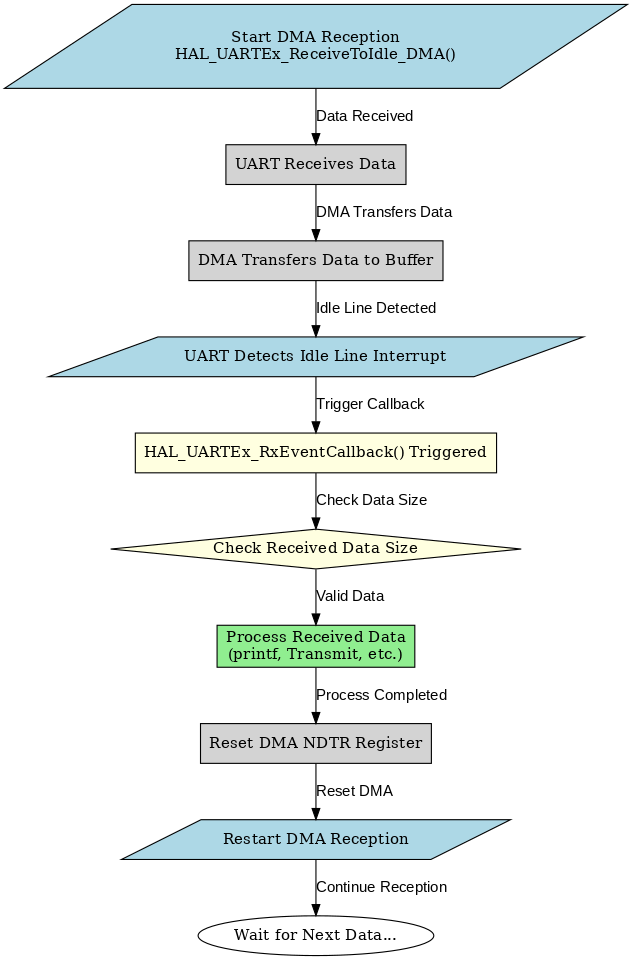 Start DMA Reception
HAL_UARTEx_ReceiveToIdle_DMA()
Data Received
UART Receives Data
DMA Transfers Data
DMA Transfers Data to Buffer
Idle Line Detected
UART Detects Idle Line Interrupt
Trigger Callback
HAL_UARTEx_RxEventCallback() Triggered
Check Data Size
Check Received Data Size
Valid Data
Process Received Data
(printf, Transmit, etc.)
Process Completed
Reset DMA NDTR Register
Reset DMA
Restart DMA Reception
Continue Reception
Wait for Next Data...